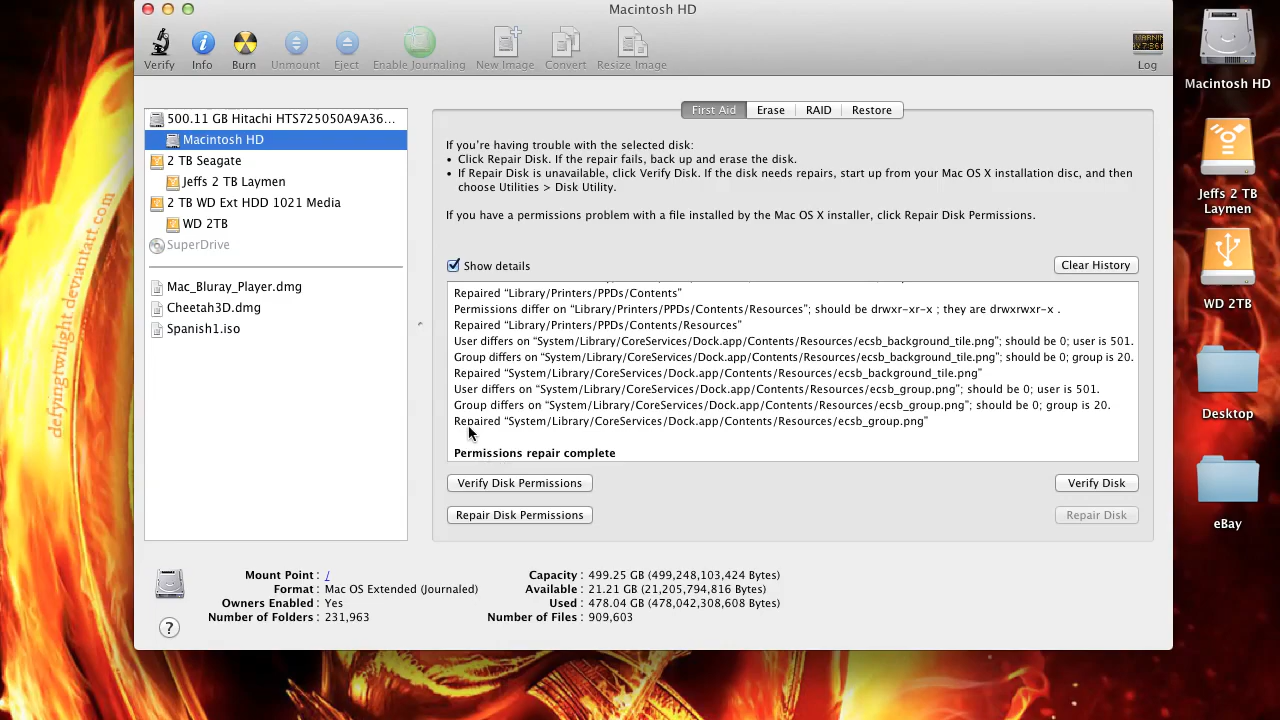 Macintosh HD
Verify
Info
Burn
Unmount
Eject
Enable Journaling
New Image
Convert
Resize Image
Log
500.11 GB Hitachi HTS725050A9A36...
Macintosh HD
2 TB Seagate
Jeffs 2 TB Laymen
2 TB WD Ext HDD 1021 Media
WD 2TB
SuperDrive
Mac_Bluray_Player.dmg
Cheetah3D.dmg
Spanish1.iso
First Aid
Erase
RAID
Restore
If you're having trouble with the selected disk:
• Click Repair Disk. If the repair fails, back up and erase the disk.
• If Repair Disk is unavailable, click Verify Disk. If the disk needs repairs, start up from your Mac OS X installation disc, and then
choose Utilities > Disk Utility.
If you have a permissions problem with a file installed by the Mac OS X installer, click Repair Disk Permissions.
Show details
Clear History
Repaired “Library/Printers/PPDs/Contents”
Permissions differ on “Library/Printers/PPDs/Contents/Resources”; should be drwxr-xr-x ; they are drwxrwxr-x .
Repaired “Library/Printers/PPDs/Contents/Resources”
User differs on “System/Library/CoreServices/Dock.app/Contents/Resources/ecsb_background_tile.png”; should be 0; user is 501.
Group differs on “System/Library/CoreServices/Dock.app/Contents/Resources/ecsb_background_tile.png”; should be 0; group is 20.
Repaired “System/Library/CoreServices/Dock.app/Contents/Resources/ecsb_background_tile.png”
User differs on “System/Library/CoreServices/Dock.app/Contents/Resources/ecsb_group.png”; should be 0; user is 501.
Group differs on “System/Library/CoreServices/Dock.app/Contents/Resources/ecsb_group.png”; should be 0; group is 20.
Repaired “System/Library/CoreServices/Dock.app/Contents/Resources/ecsb_group.png”
Permissions repair complete
Verify Disk Permissions
Verify Disk
Repair Disk Permissions
Repair Disk
Mount Point : /
Format : Mac OS Extended (Journaled)
Owners Enabled : Yes
Number of Folders : 231,963
Capacity : 499.25 GB (499,248,103,424 Bytes)
Available : 21.21 GB (21,205,794,816 Bytes)
Used : 478.04 GB (478,042,308,608 Bytes)
Number of Files : 909,603
?
Macintosh HD
Jeffs 2 TB
Laymen
WD 2TB
Desktop
eBay
defyingtwilight.deviantart.com